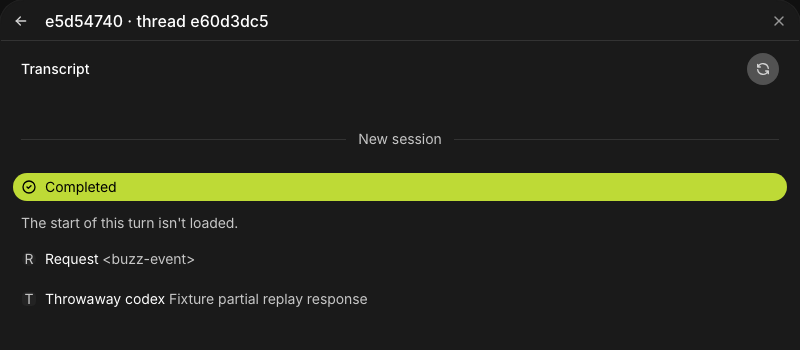 e5d54740 · thread e60d3dc5
Transcript
New session
Completed
The start of this turn isn't loaded.
R Request <buzz-event>
T Throwaway codex Fixture partial replay response